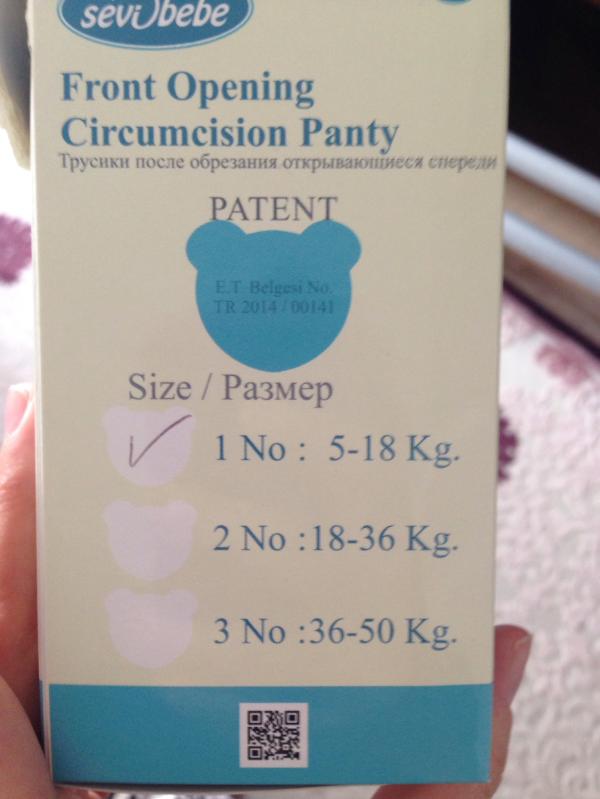 sevibebe
Front Opening
Circumcision Panty
Трусики после обрезания открывающиеся спереди
PATENT
E.T. Belgesi No.
TR 2014 / 00141
Size / Размер
1 No : 5-18 Kg.
2 No :18-36 Kg.
3 No :36-50 Kg.